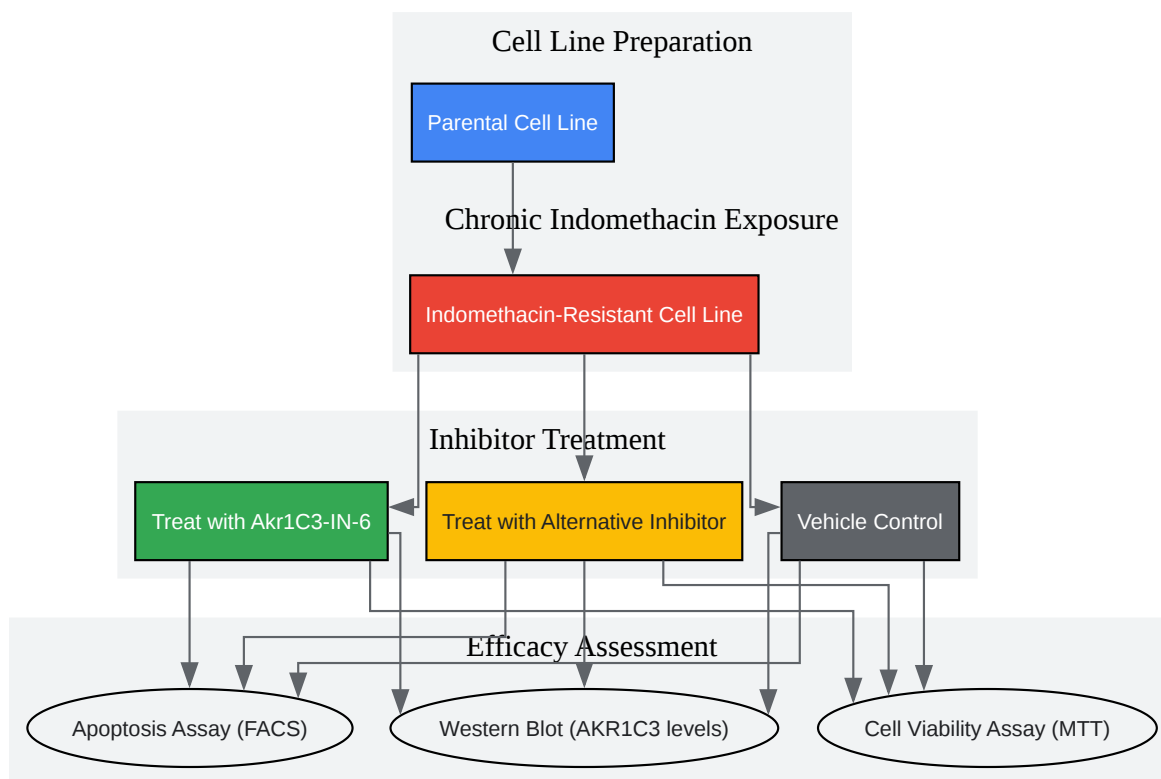 Cell Line Preparation
Parental Cell Line
Chronic Indomethacin Exposure
Indomethacin-Resistant Cell Line
Inhibitor Treatment
Treat with Akr1C3-IN-6
Treat with Alternative Inhibitor
Vehicle Control
Efficacy Assessment
Apoptosis Assay (FACS)
Western Blot (AKR1C3 levels)
Cell Viability Assay (MTT)